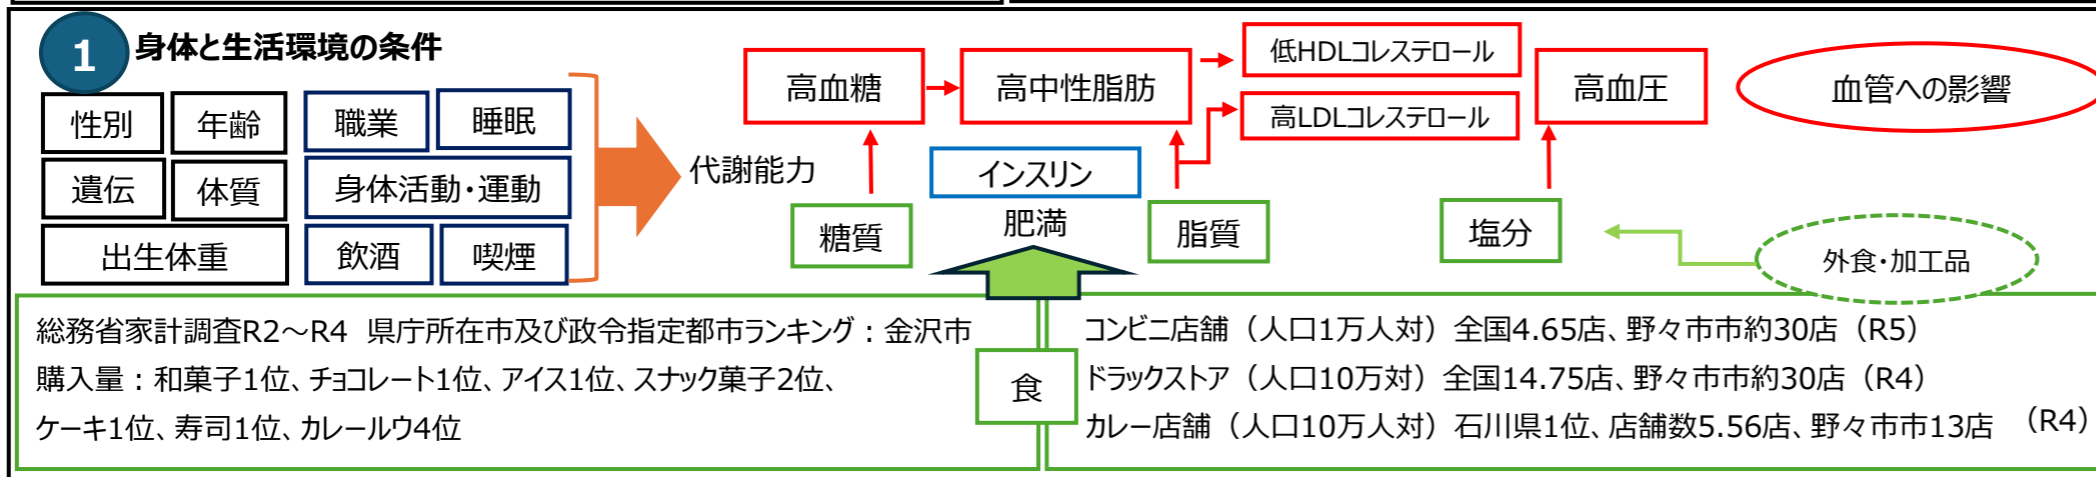 1 身体と生活環境の条件
性別 年齢 職業 睡眠
遺伝 体質 身体活動・運動
出生体重 飲酒 喫煙
代謝能力
高血糖 高中性脂肪
低HDLコレステロール
高LDLコレステロール
高血圧
血管への影響
インスリン
肥満
糖質 脂質 塩分
外食・加工品
総務省家計調査R2～R4 県庁所在市及び政令指定都市ランキング：金沢市
購入量：和菓子1位、チョコレート1位、アイス1位、スナック菓子2位、
ケーキ1位、寿司1位、カレールウ4位
食
コンビニ店舗（人口1万人対）全国4.65店、野々市市約30店（R5）
ドラックストア（人口10万対）全国14.75店、野々市市約30店（R4）
カレー店舗（人口10万人対）石川県1位、店舗数5.56店、野々市市13店 （R4）